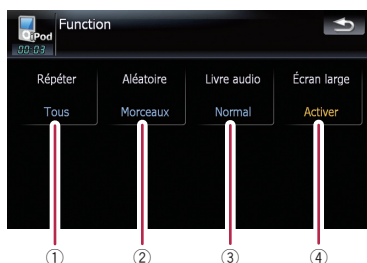 Function
iPod
00:03
Répéter Aléatoire Livre audio Écran large
Tous Morceaux Normal Activer
① ② ③ ④